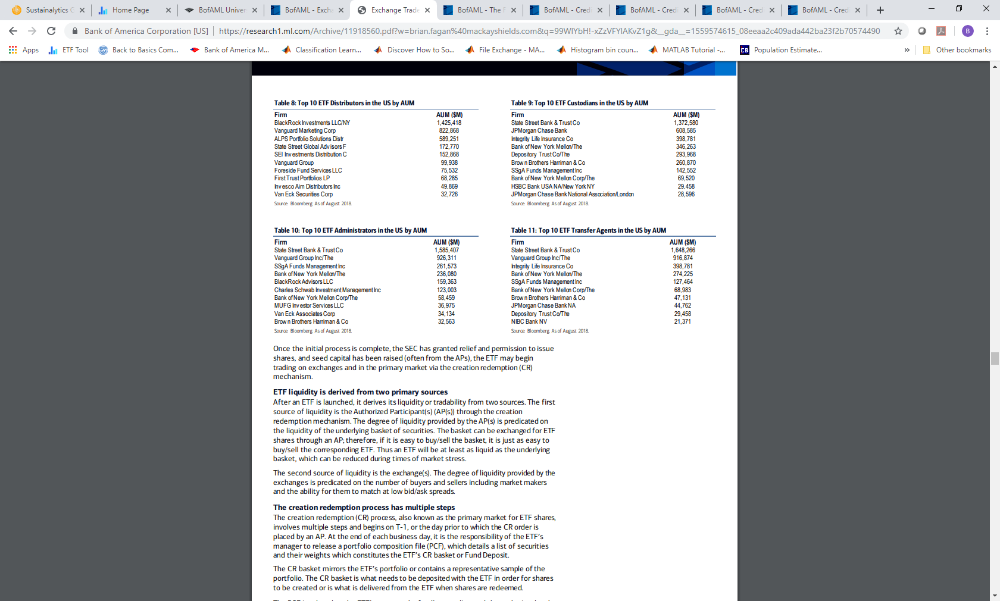 Sustainalytics G
Home Page
BofAML Univer
BofAML - Excha
Exchange Trade
BofAML - The F
BofAML - Credi
BofAML - Credi
BofAML - Cred
BofAML - Cred
Bank of America Corporation [US] | https://research1.ml.com/Archive/11918560.pdf?w=brian.fagan%40mackayshields.com&q=99WlYbH!-xZzVFYlAKvZ1g&__gda__=1559574615_08eeaa2c409ada442ba23f2b70574490
B
Apps
ETF Tool
Back to Basics Com...
Bank of America M...
Classification Learn...
Discover How to So...
File Exchange - MA...
Histogram bin coun...
MATLAB Tutorial -...
CB
Population Estimate...
»
Other bookmarks
Table 8: Top 10 ETF Distributors in the US by AUM
Firm AUM ($M)
BlackRock Investments LLC/NY 1,425,418
Vanguard Marketing Corp 822,868
ALPS Portfolio Solutions Distr 589,251
State Street Global Advisors F 172,770
SEI Investments Distribution C 152,868
Vanguard Group 99,938
Foreside Fund Services LLC 75,532
First Trust Portfolios LP 68,285
Invesco Aim Distributors Inc 49,869
Van Eck Securities Corp 32,726
Source: Bloomberg. As of August 2018.
Table 9: Top 10 ETF Custodians in the US by AUM
Firm AUM ($M)
State Street Bank & Trust Co 1,372,580
JPMorgan Chase Bank 608,585
Integrity Life Insurance Co 398,781
Bank of New York Mellon/The 346,263
Depository Trust Co/The 293,968
Brown Brothers Harriman & Co 260,870
SSgA Funds Management Inc 142,552
Bank of New York Mellon Corp/The 69,520
HSBC Bank USA NA/New York NY 29,458
JPMorgan Chase Bank National Association/London 28,596
Source: Bloomberg. As of August 2018.
Table 10: Top 10 ETF Administrators in the US by AUM
Firm AUM ($M)
State Street Bank & Trust Co 1,585,407
Vanguard Group Inc/The 926,311
SSgA Funds Management Inc 261,573
Bank of New York Mellon/The 236,080
BlackRock Advisors LLC 159,363
Charles Schwab Investment Management Inc 123,003
Bank of New York Mellon Corp/The 58,459
MUFG Investor Services LLC 36,975
Van Eck Associates Corp 34,134
Brown Brothers Harriman & Co 32,563
Source: Bloomberg. As of August 2018.
Table 11: Top 10 ETF Transfer Agents in the US by AUM
Firm AUM ($M)
State Street Bank & Trust Co 1,648,266
Vanguard Group Inc/The 916,874
Integrity Life Insurance Co 398,781
Bank of New York Mellon/The 274,225
SSgA Funds Management Inc 127,464
Bank of New York Mellon Corp/The 68,983
Brown Brothers Harriman & Co 47,131
JPMorgan Chase Bank NA 44,762
Depository Trust Co/The 29,458
NIBC Bank NV 21,371
Source: Bloomberg. As of August 2018.
Once the initial process is complete, the SEC has granted relief and permission to issue
shares, and seed capital has been raised (often from the APs), the ETF may begin
trading on exchanges and in the primary market via the creation redemption (CR)
mechanism.
ETF liquidity is derived from two primary sources
After an ETF is launched, it derives its liquidity or tradability from two sources. The first
source of liquidity is the Authorized Participant(s) (AP(s)) through the creation
redemption mechanism. The degree of liquidity provided by the AP(s) is predicated on
the liquidity of the underlying basket of securities. The basket can be exchanged for ETF
shares through an AP; therefore, if it is easy to buy/sell the basket, it is just as easy to
buy/sell the corresponding ETF. Thus an ETF will be at least as liquid as the underlying
basket, which can be reduced during times of market stress.
The second source of liquidity is the exchange(s). The degree of liquidity provided by the
exchanges is predicated on the number of buyers and sellers including market makers
and the ability for them to match at low bid/ask spreads.
The creation redemption process has multiple steps
The creation redemption (CR) process, also known as the primary market for ETF shares,
involves multiple steps and begins on T-1, or the day prior to which the CR order is
placed by an AP. At the end of each business day, it is the responsibility of the ETF's
manager to release a portfolio composition file (PCF), which details a list of securities
and their weights which constitutes the ETF's CR basket or Fund Deposit.
The CR basket mirrors the ETF's portfolio or contains a representative sample of the
portfolio. The CR basket is what needs to be deposited with the ETF in order for shares
to be created or is what is delivered from the ETF when shares are redeemed.